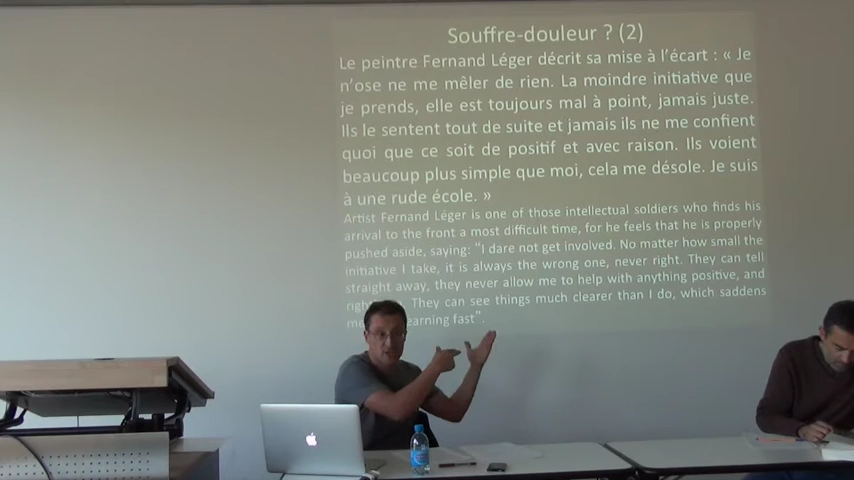 Souffre-douleur ? (2)
Le peintre Fernand Léger décrit sa mise à l'écart : « Je
n'ose ne me mêler de rien. La moindre initiative que
je prends, elle est toujours mal à point, jamais juste.
Ils le sentent tout de suite et jamais ils ne me confient
quoi que ce soit de positif et avec raison. Ils voient
beaucoup plus simple que moi, cela me désole. Je suis
à une rude école. »
Artist Fernand Léger is one of those intellectual soldiers who finds his
arrival to the front a most difficult time, for he feels that he is properly
pushed aside, saying: "I dare not get involved. No matter how small the
initiative I take, it is always the wrong one, never right. They can tell
straight away, they never allow me to help with anything positive, and
They can see things much clearer than I do, which saddens
fast".